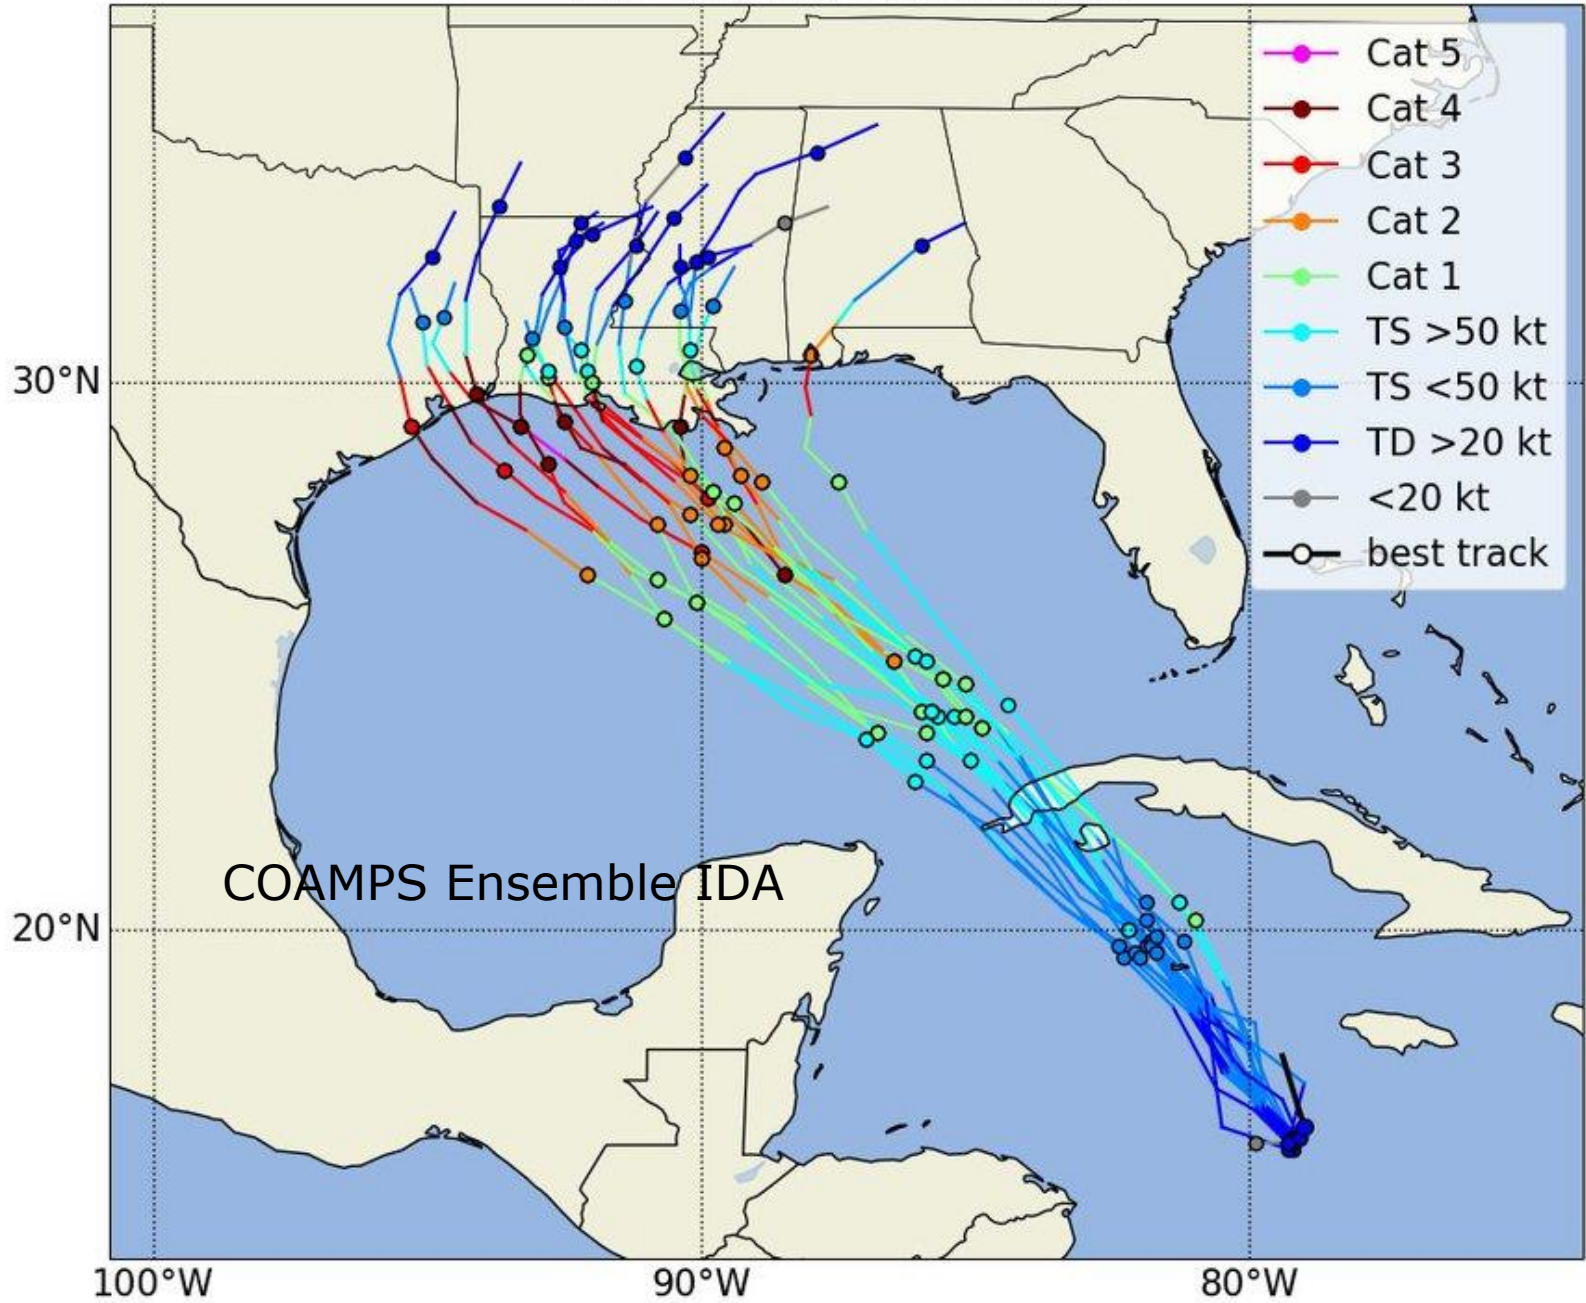 Cat 5
Cat 4
Cat 3
Cat 2
Cat 1
TS >50 kt
TS <50 kt
TD >20 kt
<20 kt
best track
30°N
COAMPS Ensemble IDA
20°N
100°W
90°W
80°W